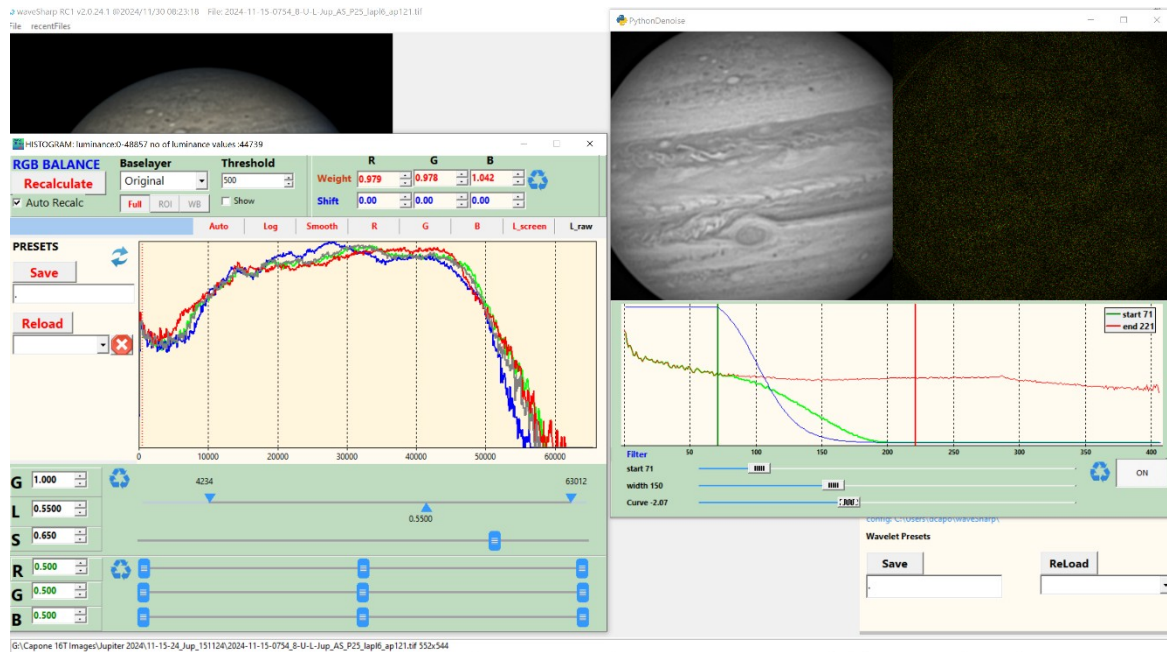 waveSharp RC1 v2.0.24.1 @2024/11/30 08:23:18 File: 2024-11-15-0754_8-U-L-Jup_AS_P25_lapl6_ap121.tif
File recentFiles
PythonDenoise
HISTOGRAM: luminance:0-48857 no of luminance values :44739
RGB BALANCE Baselayer Threshold R G B
Recalculate Original 500 Weight 0.979 0.978 1.042
Auto Recalc Full ROI WB Show Shift 0.00 0.00 0.00
Auto Log Smooth R G B L_screen L_raw
PRESETS
Save
.
Reload
0 10000 20000 30000 40000 50000 60000
start 71
end 221
50 100 150 200 250 300 350 400
Filter
start 71
width 150
Curve -2.07
ON
G 1.000 4234 63012
L 0.5500 0.5500
S 0.650
R 0.500
G 0.500
B 0.500
config: C:\Users\dcapo\waveSharp\
Wavelet Presets
Save ReLoad
.
G:\Capone 16T Images\Jupiter 2024\11-15-24_Jup_151124\2024-11-15-0754_8-U-L-Jup_AS_P25_lapl6_ap121.tif 552x544